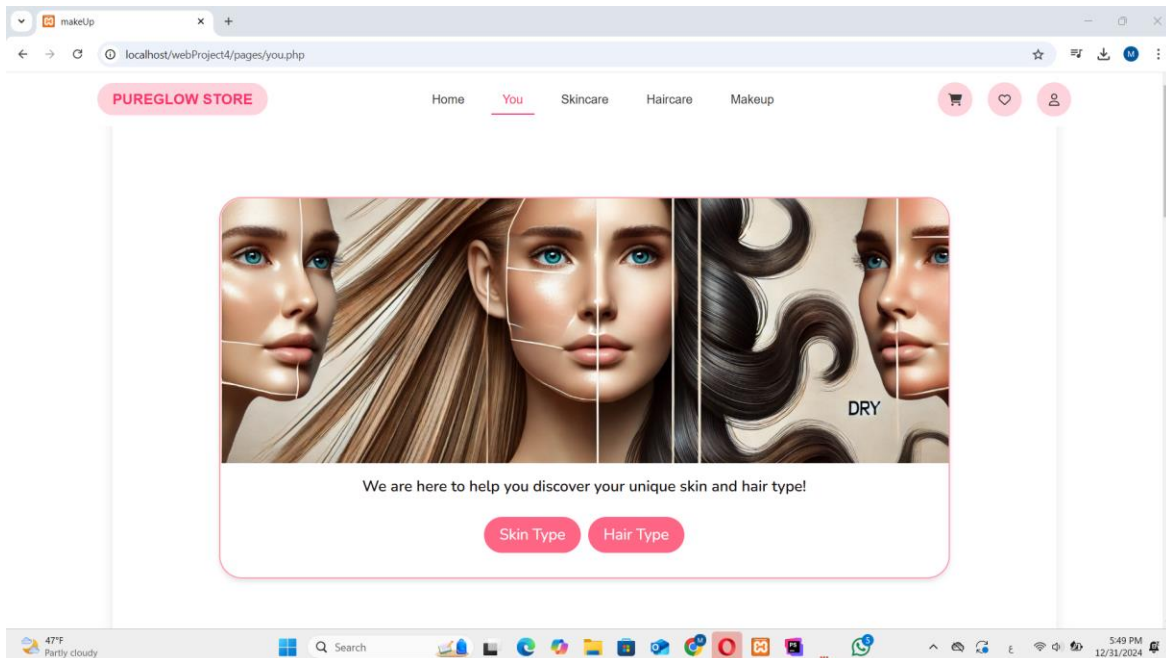 makeUp
localhost/webProject4/pages/you.php
M
PUREGLOW STORE
Home You Skincare Haircare Makeup
DRY
We are here to help you discover your unique skin and hair type!
Skin Type Hair Type
47°F
Partly cloudy
Search
PS
5
ع
5:49 PM
12/31/2024